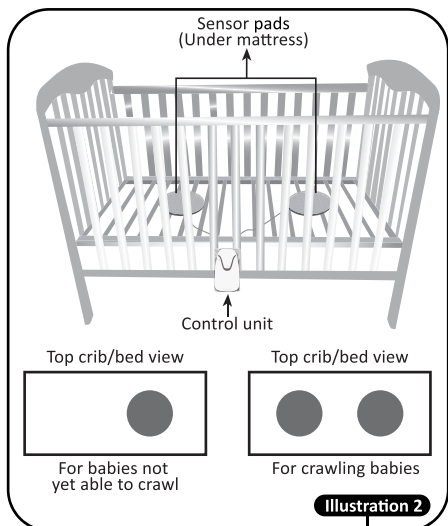 Sensor pads
(Under mattress)
Control unit
Top crib/bed view
For babies not
yet able to crawl
Top crib/bed view
For crawling babies
Illustration 2